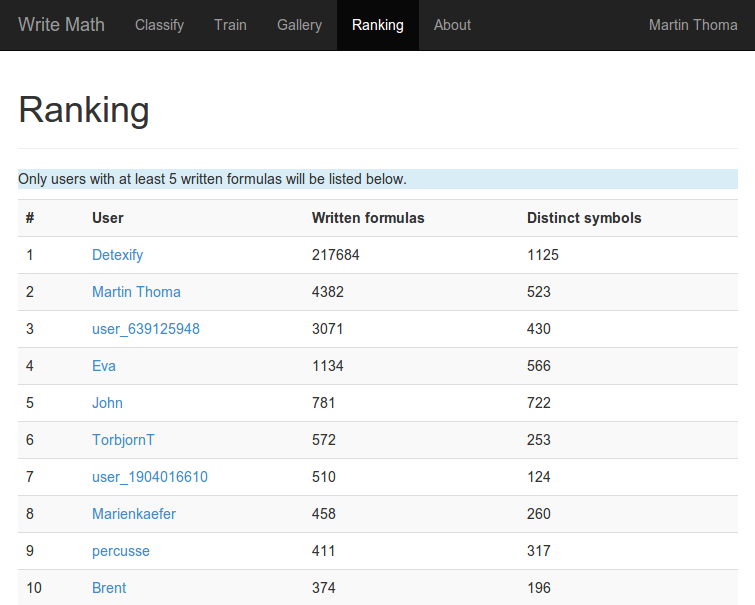 Write Math Classify Train Gallery Ranking About Martin Thoma
Ranking
Only users with at least 5 written formulas will be listed below.
# User Written formulas Distinct symbols
1 Detexify 217684 1125
2 Martin Thoma 4382 523
3 user_639125948 3071 430
4 Eva 1134 566
5 John 781 722
6 TorbjornT 572 253
7 user_1904016610 510 124
8 Marienkaefer 458 260
9 percusse 411 317
10 Brent 374 196